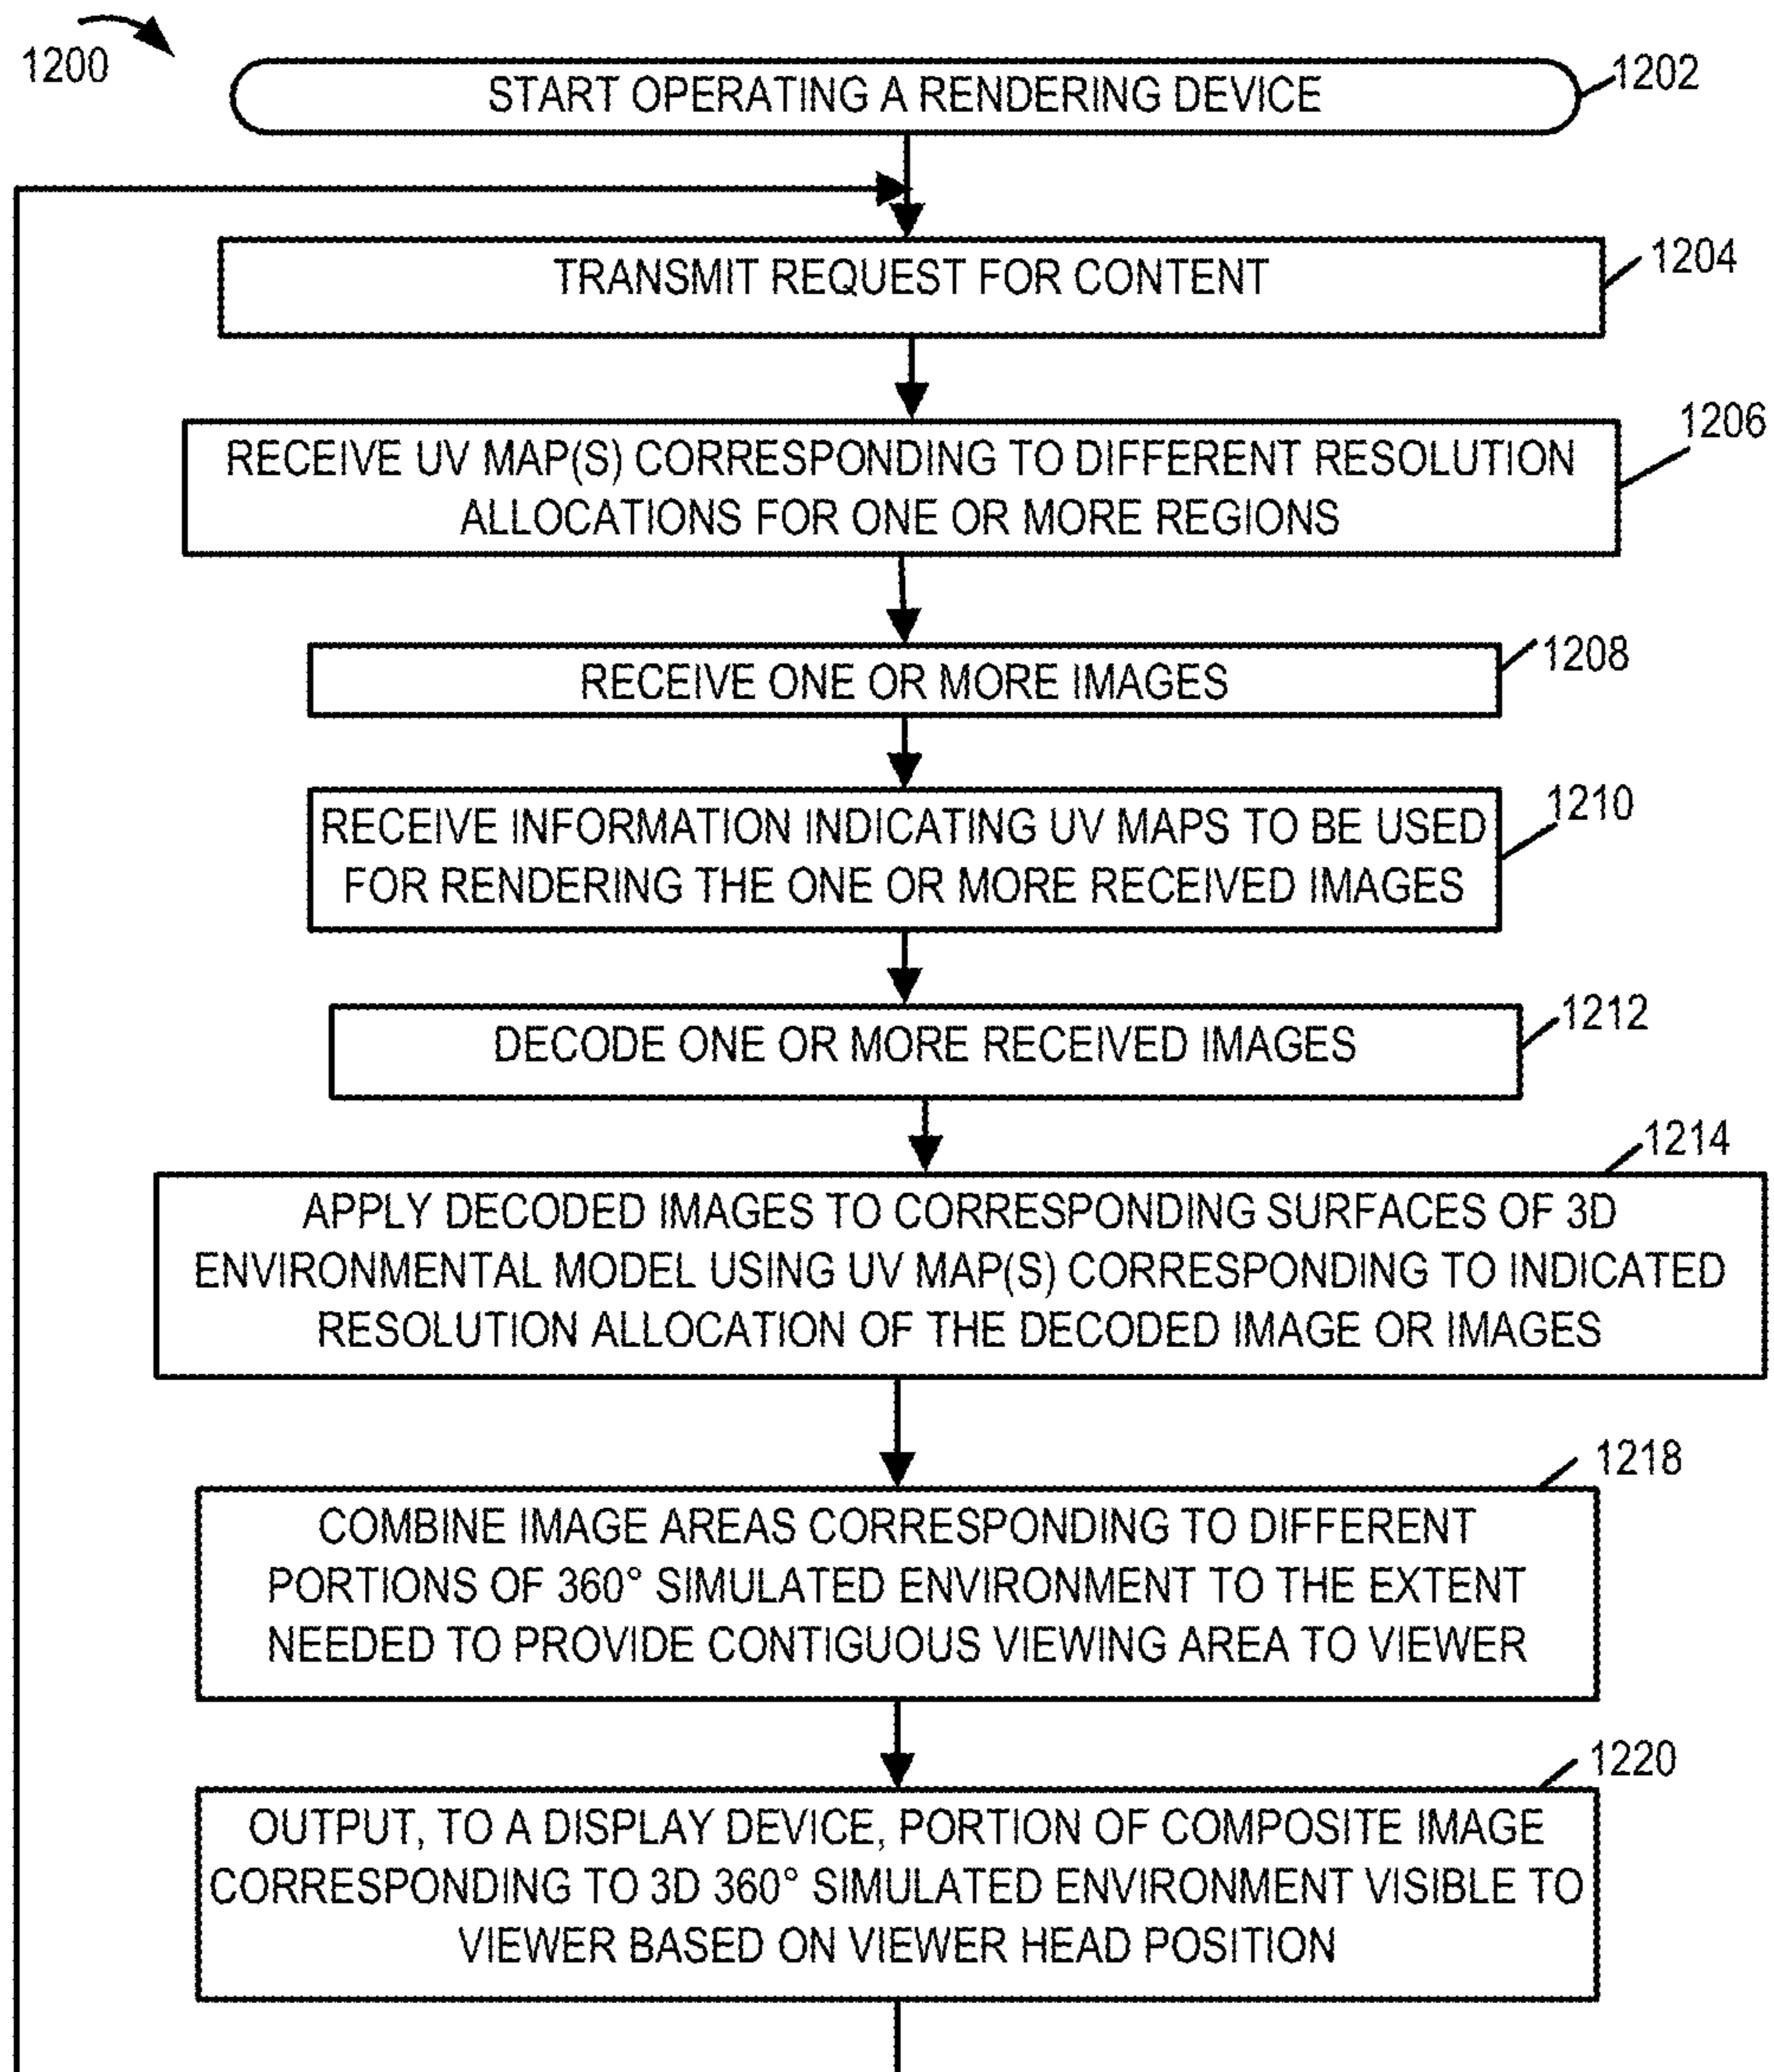 1200
START OPERATING A RENDERING DEVICE
1202
TRANSMIT REQUEST FOR CONTENT
1204
RECEIVE UV MAP(S) CORRESPONDING TO DIFFERENT RESOLUTION
ALLOCATIONS FOR ONE OR MORE REGIONS
1206
RECEIVE ONE OR MORE IMAGES
1208
RECEIVE INFORMATION INDICATING UV MAPS TO BE USED
FOR RENDERING THE ONE OR MORE RECEIVED IMAGES
1210
DECODE ONE OR MORE RECEIVED IMAGES
1212
1214
APPLY DECODED IMAGES TO CORRESPONDING SURFACES OF 3D
ENVIRONMENTAL MODEL USING UV MAP(S) CORRESPONDING TO INDICATED
RESOLUTION ALLOCATION OF THE DECODED IMAGE OR IMAGES
1218
COMBINE IMAGE AREAS CORRESPONDING TO DIFFERENT
PORTIONS OF 360° SIMULATED ENVIRONMENT TO THE EXTENT
NEEDED TO PROVIDE CONTIGUOUS VIEWING AREA TO VIEWER
1220
OUTPUT, TO A DISPLAY DEVICE, PORTION OF COMPOSITE IMAGE
CORRESPONDING TO 3D 360° SIMULATED ENVIRONMENT VISIBLE TO
VIEWER BASED ON VIEWER HEAD POSITION